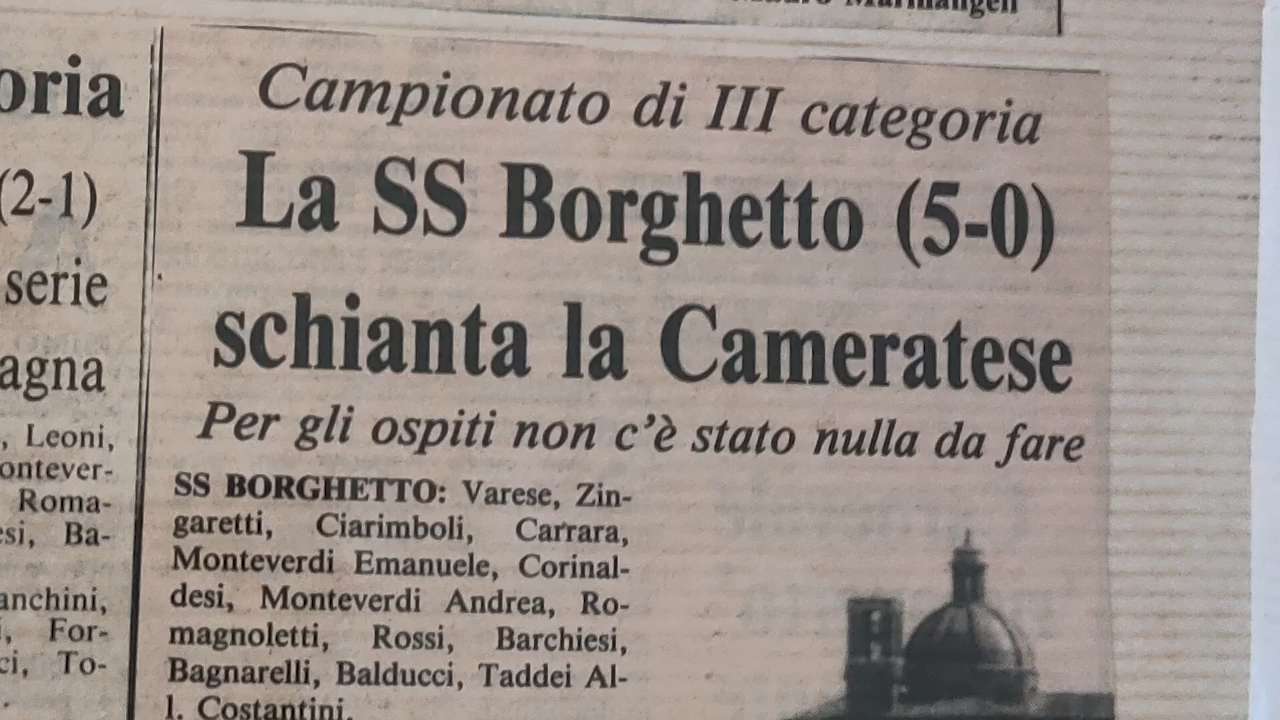 Campionato di III categoria
La SS Borghetto (5-0)
schianta la Cameratese
Per gli ospiti non c'è stato nulla da fare
SS BORGHETTO: Varese, Zin-
garetti, Ciarimboli, Carrara,
Monteverdi Emanuele, Corinal-
desi, Monteverdi Andrea, Ro-
magnoletti, Rossi, Barchiesi,
Bagnarelli, Balducci, Taddei Al-
l. Costantini.
oria
(2-1)
serie
agna
, Leoni,
ontever-
Roma-
si, Ba-
anchini,
, For-
ci, To-